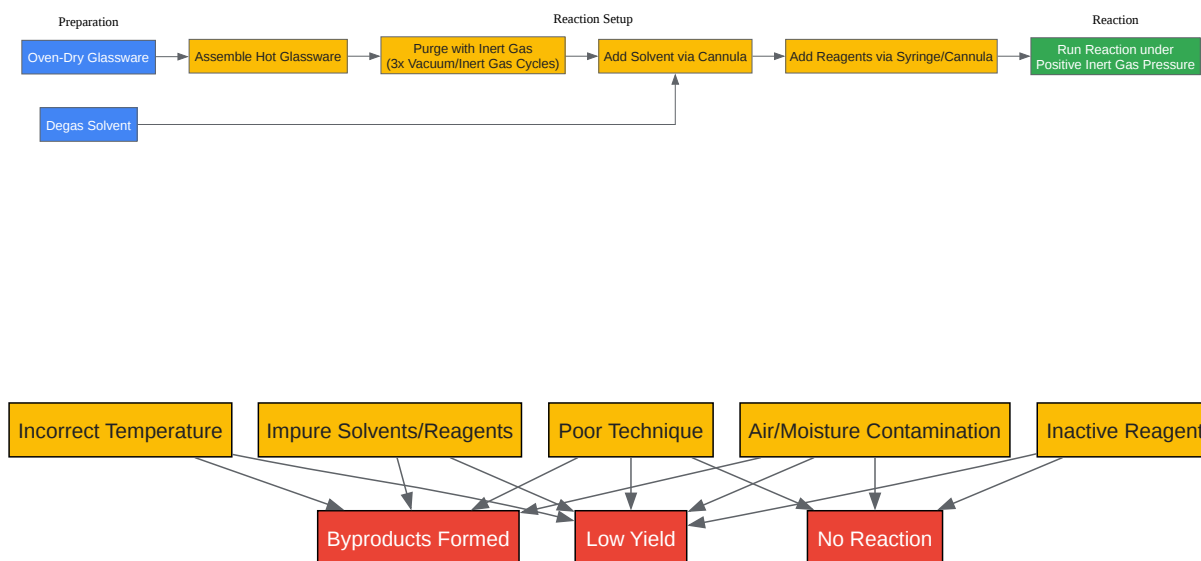 Preparation
Reaction Setup
Reaction
Oven-Dry Glassware
Assemble Hot Glassware
Purge with Inert Gas
(3x Vacuum/Inert Gas Cycles)
Add Solvent via Cannula
Add Reagents via Syringe/Cannula
Run Reaction under
Positive Inert Gas Pressure
Degas Solvent
Incorrect Temperature
Impure Solvents/Reagents
Poor Technique
Air/Moisture Contamination
Inactive Reagent
Byproducts Formed
Low Yield
No Reaction